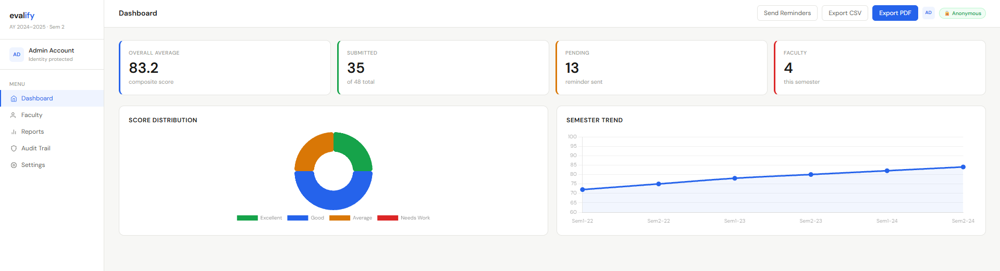 evalify
AY 2024–2025 · Sem 2
AD
Admin Account
Identity protected
MENU
Dashboard
Faculty
Reports
Audit Trail
Settings
Dashboard
Send Reminders
Export CSV
Export PDF
AD
Anonymous
OVERALL AVERAGE
83.2
composite score
SUBMITTED
35
of 48 total
PENDING
13
reminder sent
FACULTY
4
this semester
SCORE DISTRIBUTION
Excellent
Good
Average
Needs Work
SEMESTER TREND
100
95
90
85
80
75
70
65
60
Sem1-22
Sem2-22
Sem1-23
Sem2-23
Sem1-24
Sem2-24